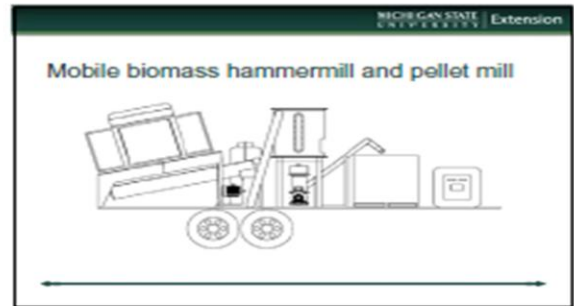 MICHIGAN STATE
UNIVERSITY
Extension
Mobile biomass hammermill and pellet mill